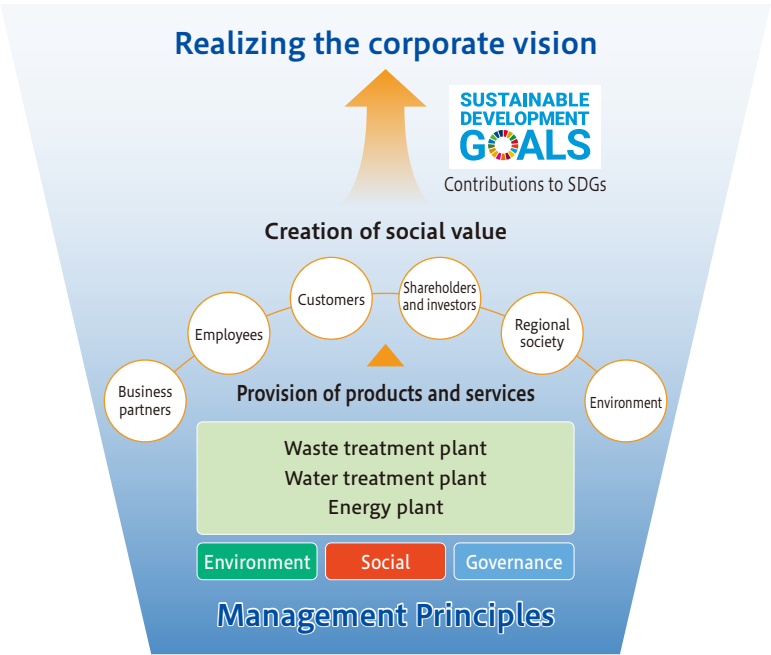 Realizing the corporate vision
SUSTAINABLE
DEVELOPMENT
GOALS
Contributions to SDGs
Creation of social value
Business
partners
Employees
Customers
Shareholders
and investors
Regional
society
Environment
Provision of products and services
Waste treatment plant
Water treatment plant
Energy plant
Environment
Social
Governance
Management Principles